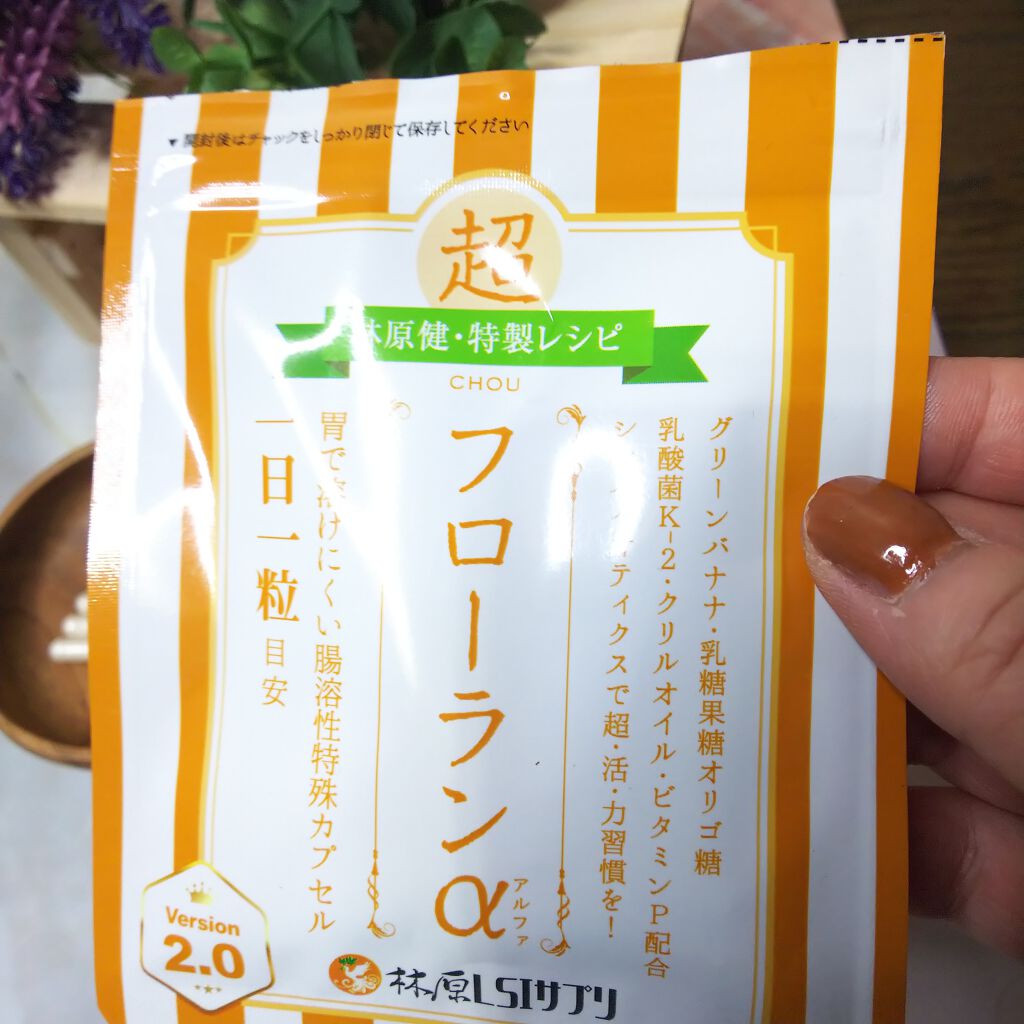 ▼開封後はチャックをしっかり閉じて保存してください
超
林原健・特製レシピ
CHOU
グリーンバナナ・乳糖果糖オリゴ糖
乳酸菌K-2・クリルオイル・ビタミンP配合
ティクスで超・活・力習慣を!
フローランα
アルファ
胃で溶けにくい腸溶性特殊カプセル
一日一粒目安
Version
2.0
林原LSIサプリ